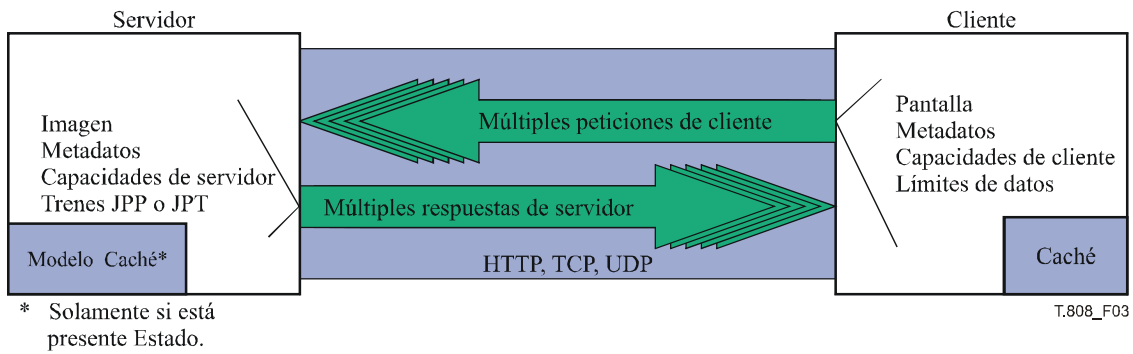 Servidor
Cliente
Imagen
Metadatos
Capacidades de servidor
Trenes JPP o JPT
Modelo Caché*
Múltiples peticiones de cliente
Múltiples respuestas de servidor
HTTP, TCP, UDP
Pantalla
Metadatos
Capacidades de cliente
Límites de datos
Caché
* Solamente si está
presente Estado.
T.808_F03